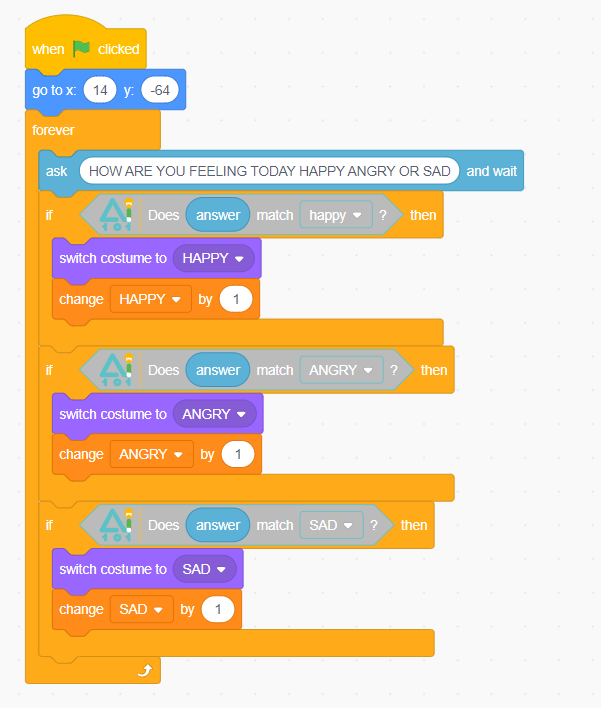 when clicked
go to x: 14 y: -64
forever
ask HOW ARE YOU FEELING TODAY HAPPY ANGRY OR SAD and wait
if Does answer match happy ? then
switch costume to HAPPY
change HAPPY by 1
if Does answer match ANGRY ? then
switch costume to ANGRY
change ANGRY by 1
if Does answer match SAD ? then
switch costume to SAD
change SAD by 1